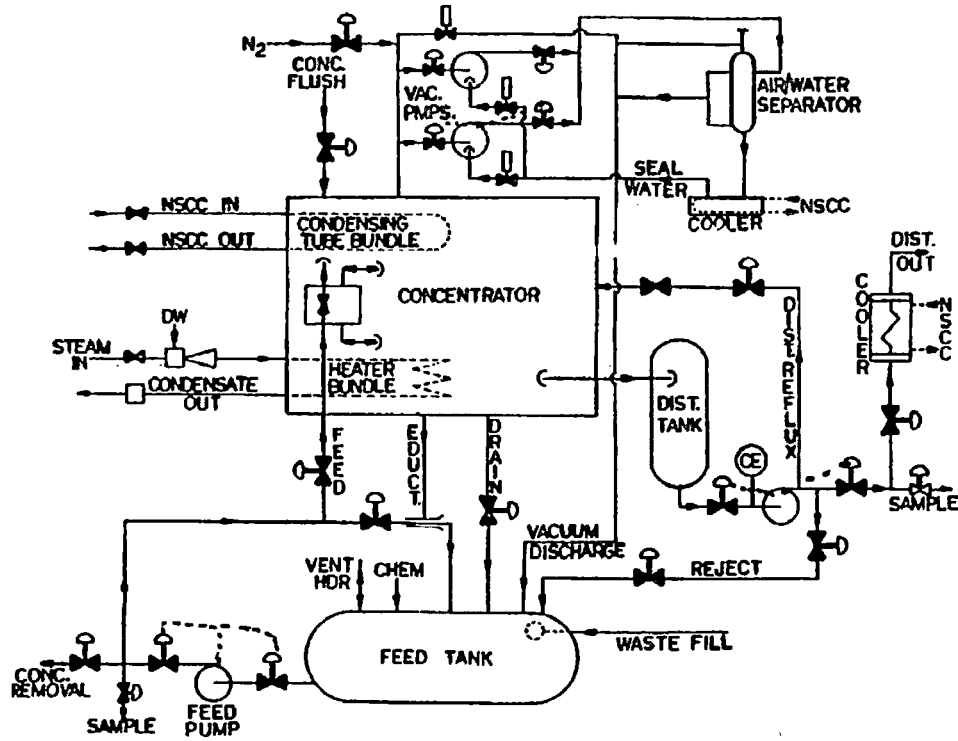 N₂
CONC.
FLUSH
VAC.
PMPS.
AIR/WATER
SEPARATOR
SEAL
WATER
COOLER
NSCC
NSCC IN
NSCC OUT
CONDENSING
TUBE BUNDLE
CONCENTRATOR
DW
STEAM
IN
CONDENSATE
OUT
HEATER
BUNDLE
DIST.
OUT
COOLER
NSCC
DIST. REFLUX
DIST.
TANK
CE
FEED
EDUCT.
DRAIN
SAMPLE
VACUUM
DISCHARGE
REJECT
VENT
HDR
CHEM
FEED TANK
WASTE FILL
CONC.
REMOVAL
SAMPLE
FEED
PUMP